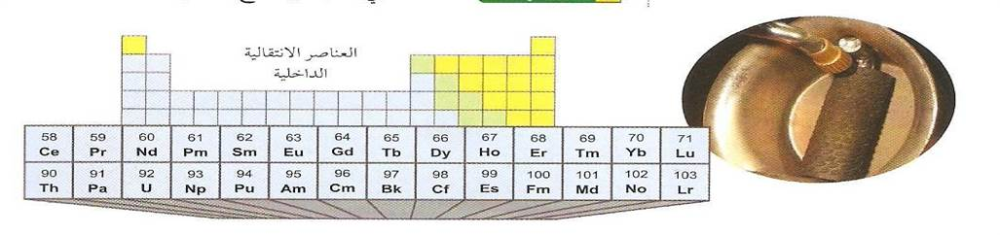 العناصر الانتقالية
الداخلية
58 59 60 61 62 63 64 65 66 67 68 69 70 71
Ce Pr Nd Pm Sm Eu Gd Tb Dy Ho Er Tm Yb Lu
90 91 92 93 94 95 96 97 98 99 100 101 102 103
Th Pa U Np Pu Am Cm Bk Cf Es Fm Md No Lr